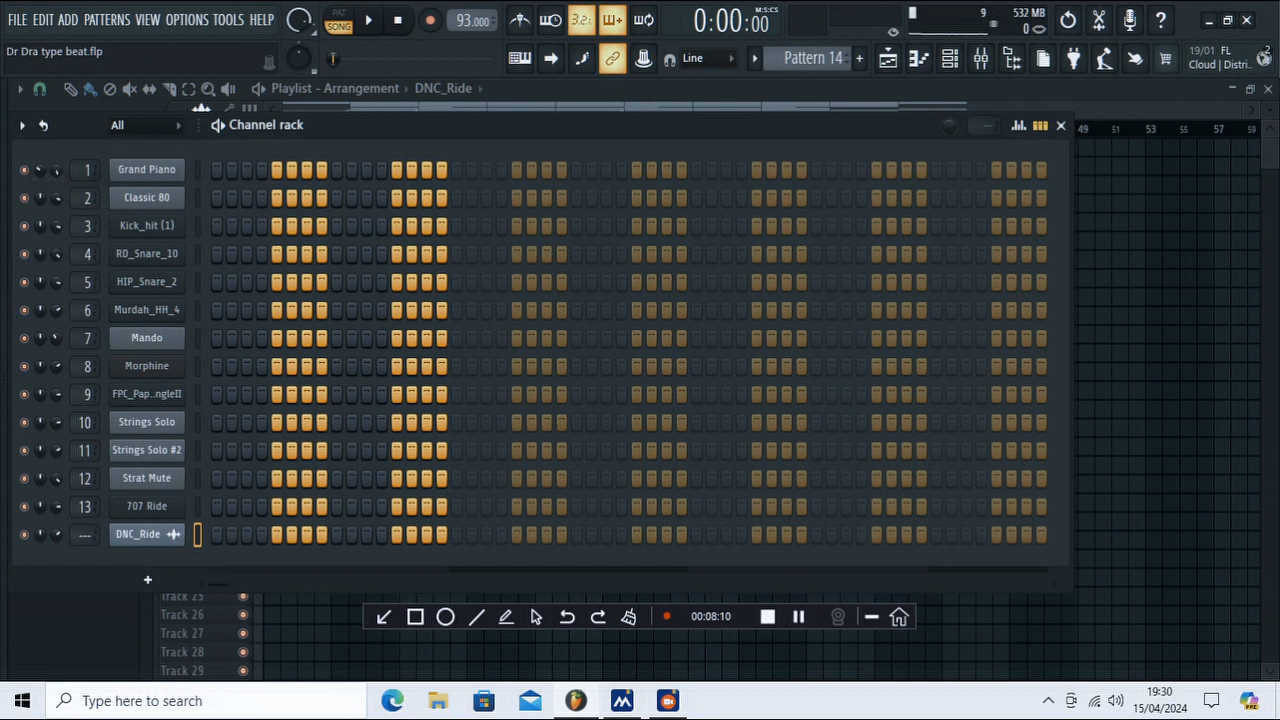 FILE EDIT ADD PATTERNS VIEW OPTIONS TOOLS HELP
PAT
SONG
93.000
3.2.
0:00:00
M:S:CS
9
532 MB
0
Dr Dra type beat.flp
Line
Pattern 14
19/01 FL
Cloud | Distri..
Playlist - Arrangement
DNC_Ride
All
Channel rack
49
51
53
55
57
59
1 Grand Piano
2 Classic 80
3 Kick_hit (1)
4 RD_Snare_10
5 HIP_Snare_2
6 Murdah_HH_4
7 Mando
8 Morphine
9 FPC_Pap..ngleII
10 Strings Solo
11 Strings Solo #2
12 Strat Mute
13 707 Ride
--- DNC_Ride
+
Track 25
Track 26
Track 27
Track 28
Track 29
00:08:10
Type here to search
19:30
15/04/2024
PRE